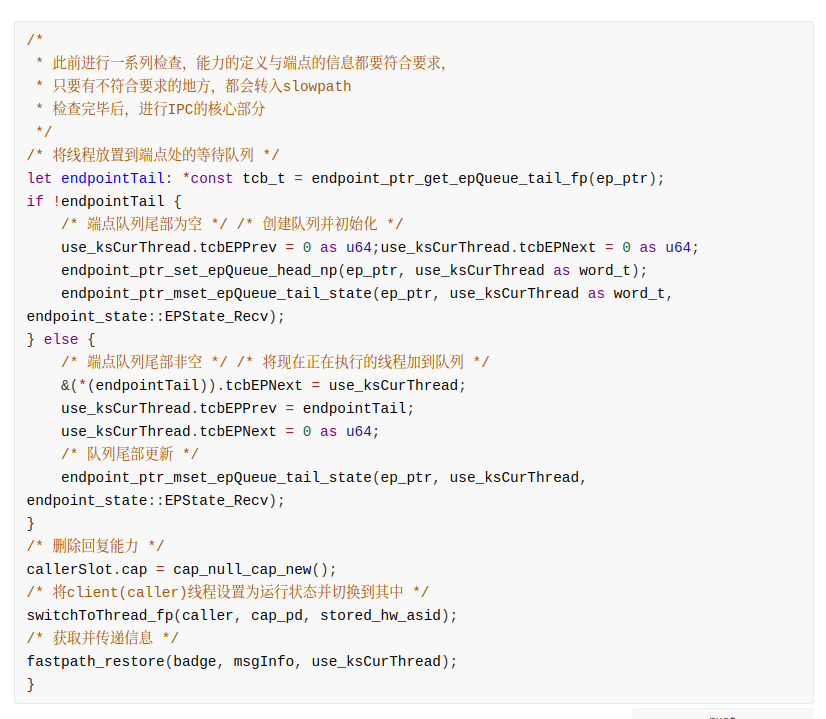 /*
 * 此前进行一系列检查，能力的定义与端点的信息都要符合要求，
 * 只要有不符合要求的地方，都会转入slowpath
 * 检查完毕后，进行IPC的核心部分
 */
/* 将线程放置到端点处的等待队列 */
let endpointTail: *const tcb_t = endpoint_ptr_get_epQueue_tail_fp(ep_ptr);
if !endpointTail {
    /* 端点队列尾部为空 */ /* 创建队列并初始化 */
    use_ksCurThread.tcbEPPrev = 0 as u64;use_ksCurThread.tcbEPNext = 0 as u64;
    endpoint_ptr_set_epQueue_head_np(ep_ptr, use_ksCurThread as word_t);
    endpoint_ptr_mset_epQueue_tail_state(ep_ptr, use_ksCurThread as word_t,
endpoint_state::EPState_Recv);
} else {
    /* 端点队列尾部非空 */ /* 将现在正在执行的线程加到队列 */
    &(*(endpointTail)).tcbEPNext = use_ksCurThread;
    use_ksCurThread.tcbEPPrev = endpointTail;
    use_ksCurThread.tcbEPNext = 0 as u64;
    /* 队列尾部更新 */
    endpoint_ptr_mset_epQueue_tail_state(ep_ptr, use_ksCurThread,
endpoint_state::EPState_Recv);
}
/* 删除回复能力 */
callerSlot.cap = cap_null_cap_new();
/* 将client(caller)线程设置为运行状态并切换到其中 */
switchToThread_fp(caller, cap_pd, stored_hw_asid);
/* 获取并传递信息 */
fastpath_restore(badge, msgInfo, use_ksCurThread);
}